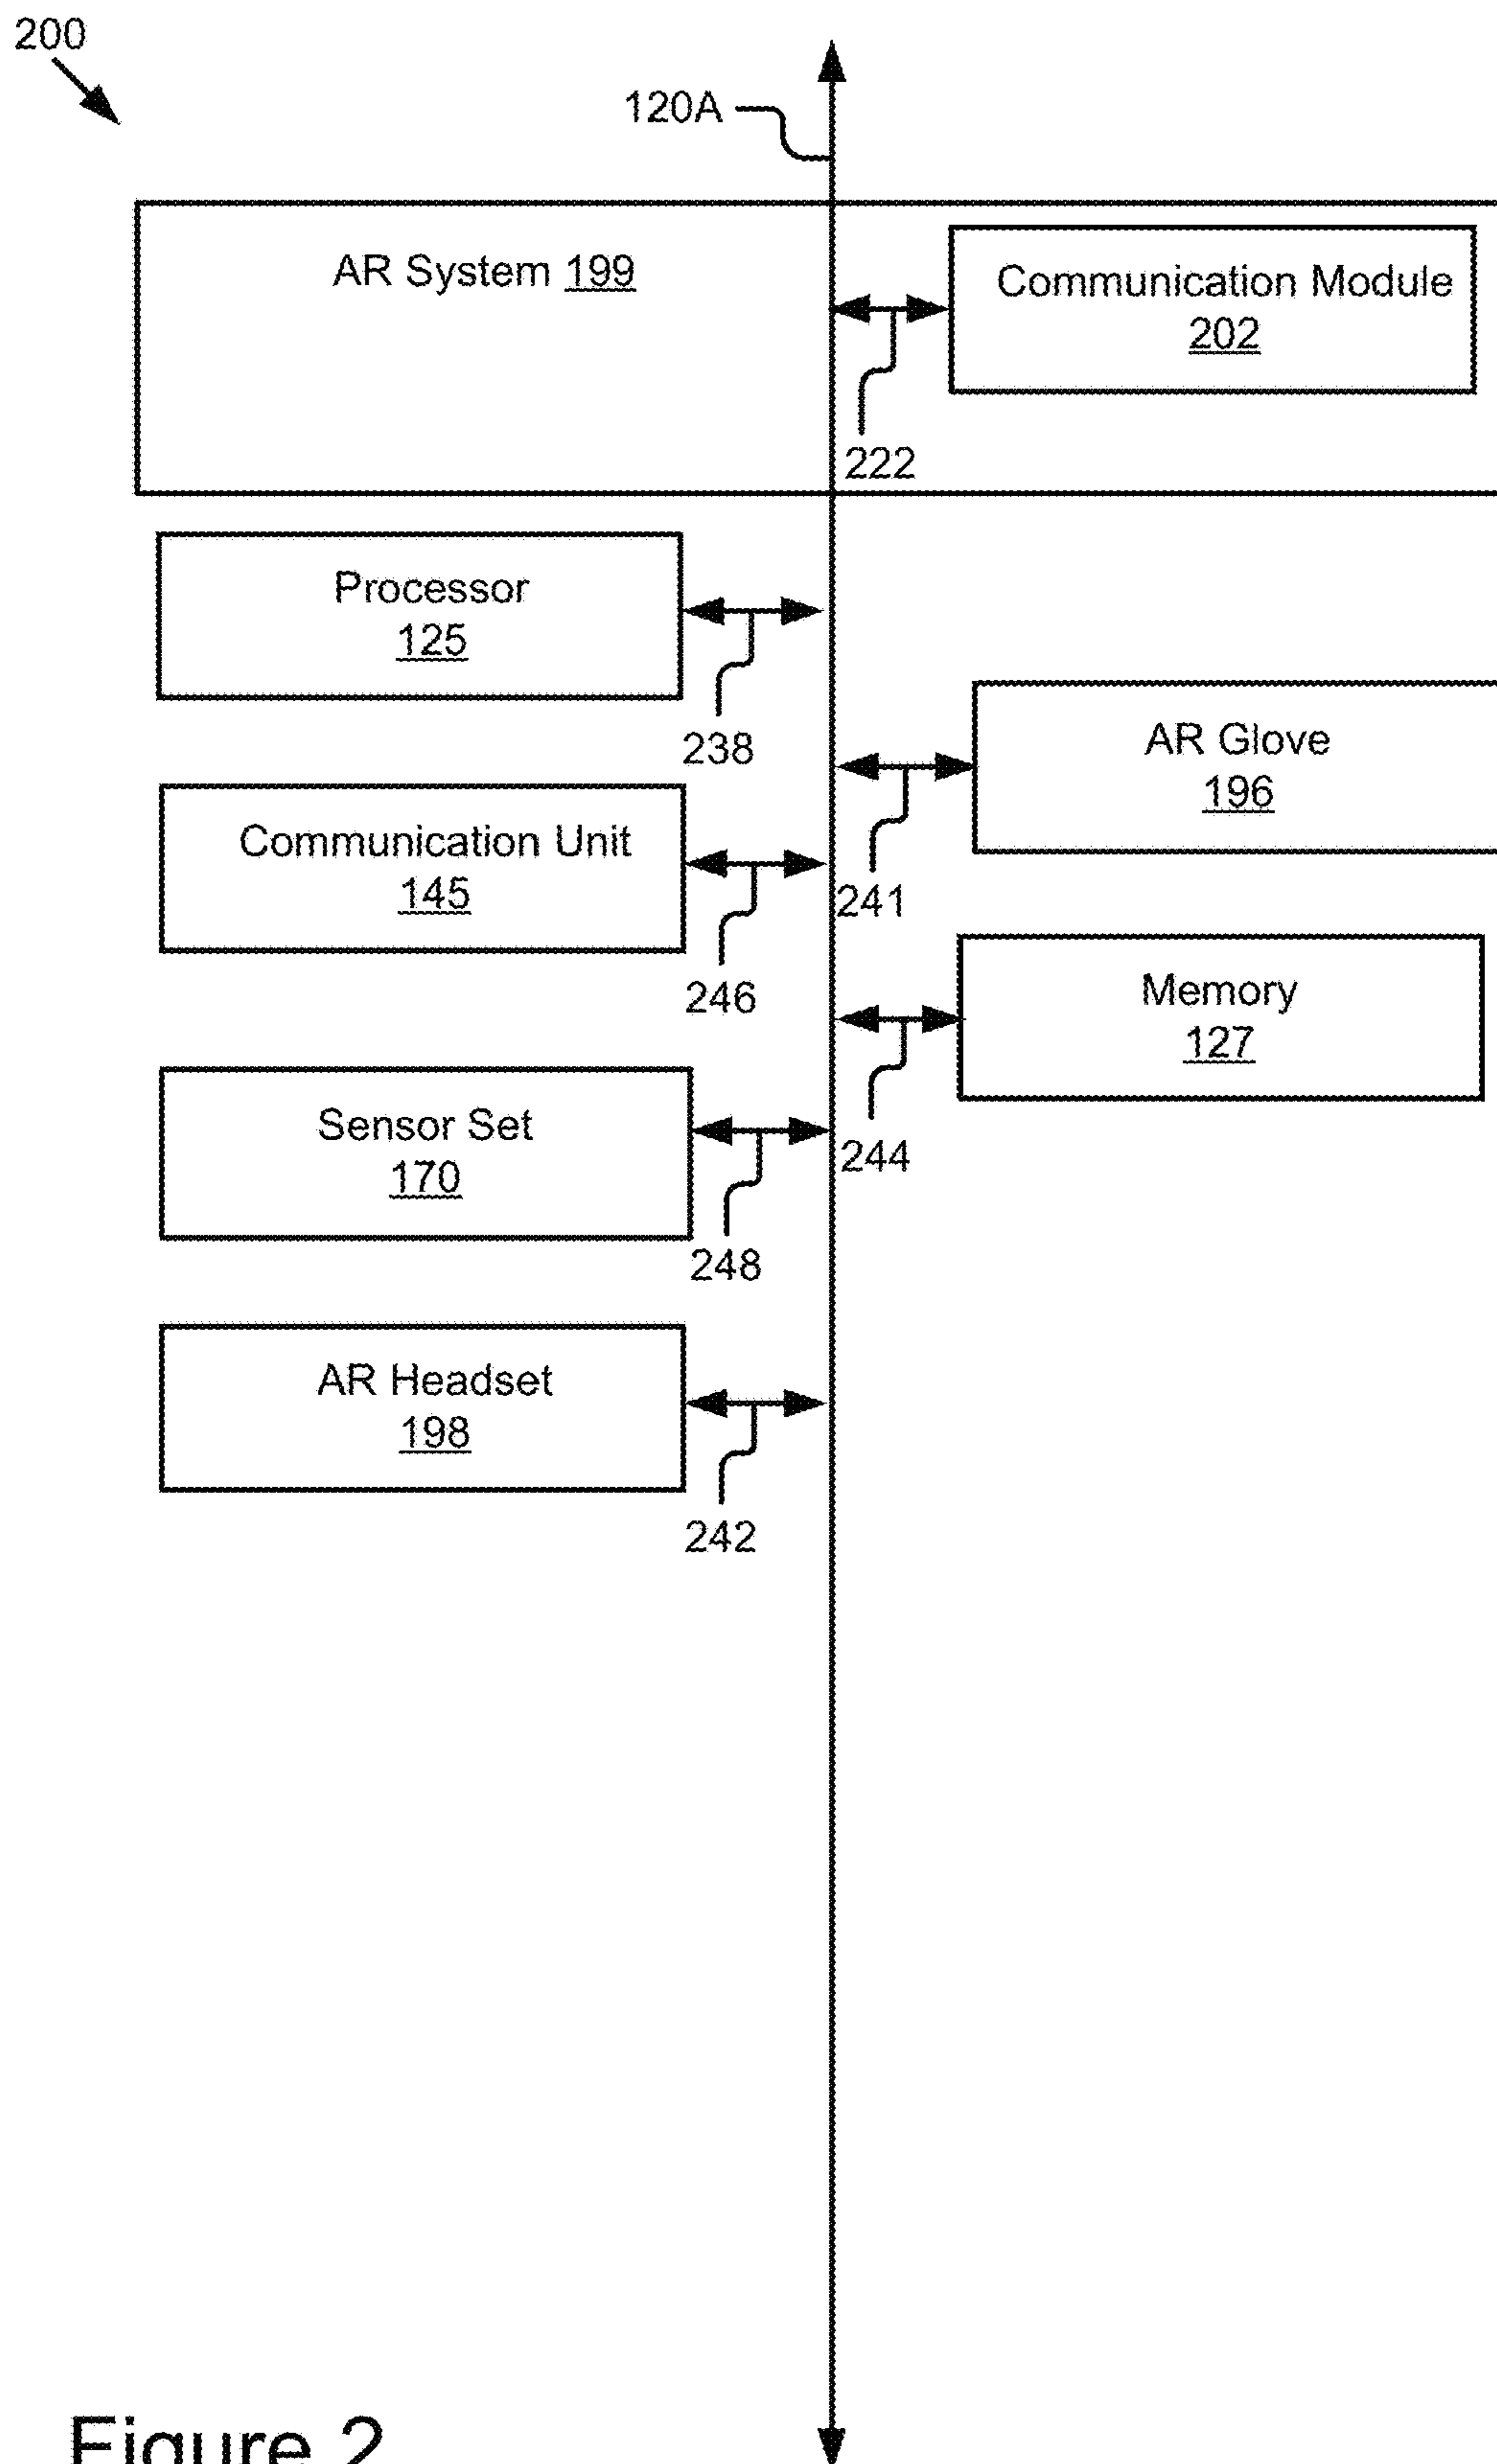 200
120A
AR System 199
Communication Module
202
222
Processor
125
238
AR Glove
196
241
Communication Unit
145
246
Memory
127
244
Sensor Set
170
248
AR Headset
198
242
Figure 2